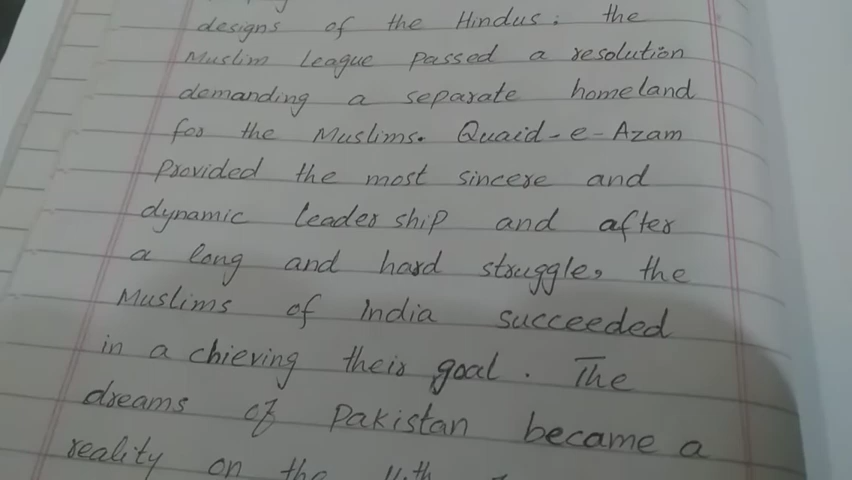 designs of the Hindus: the
Muslim League passed a resolution
demanding a separate homeland
for the Muslims. Quaid-e-Azam
Provided the most sincere and
dynamic leader ship and after
a long and hard struggle, the
Muslims of India succeeded
in a chieving their goal. The
dreams of Pakistan became a
reality on the